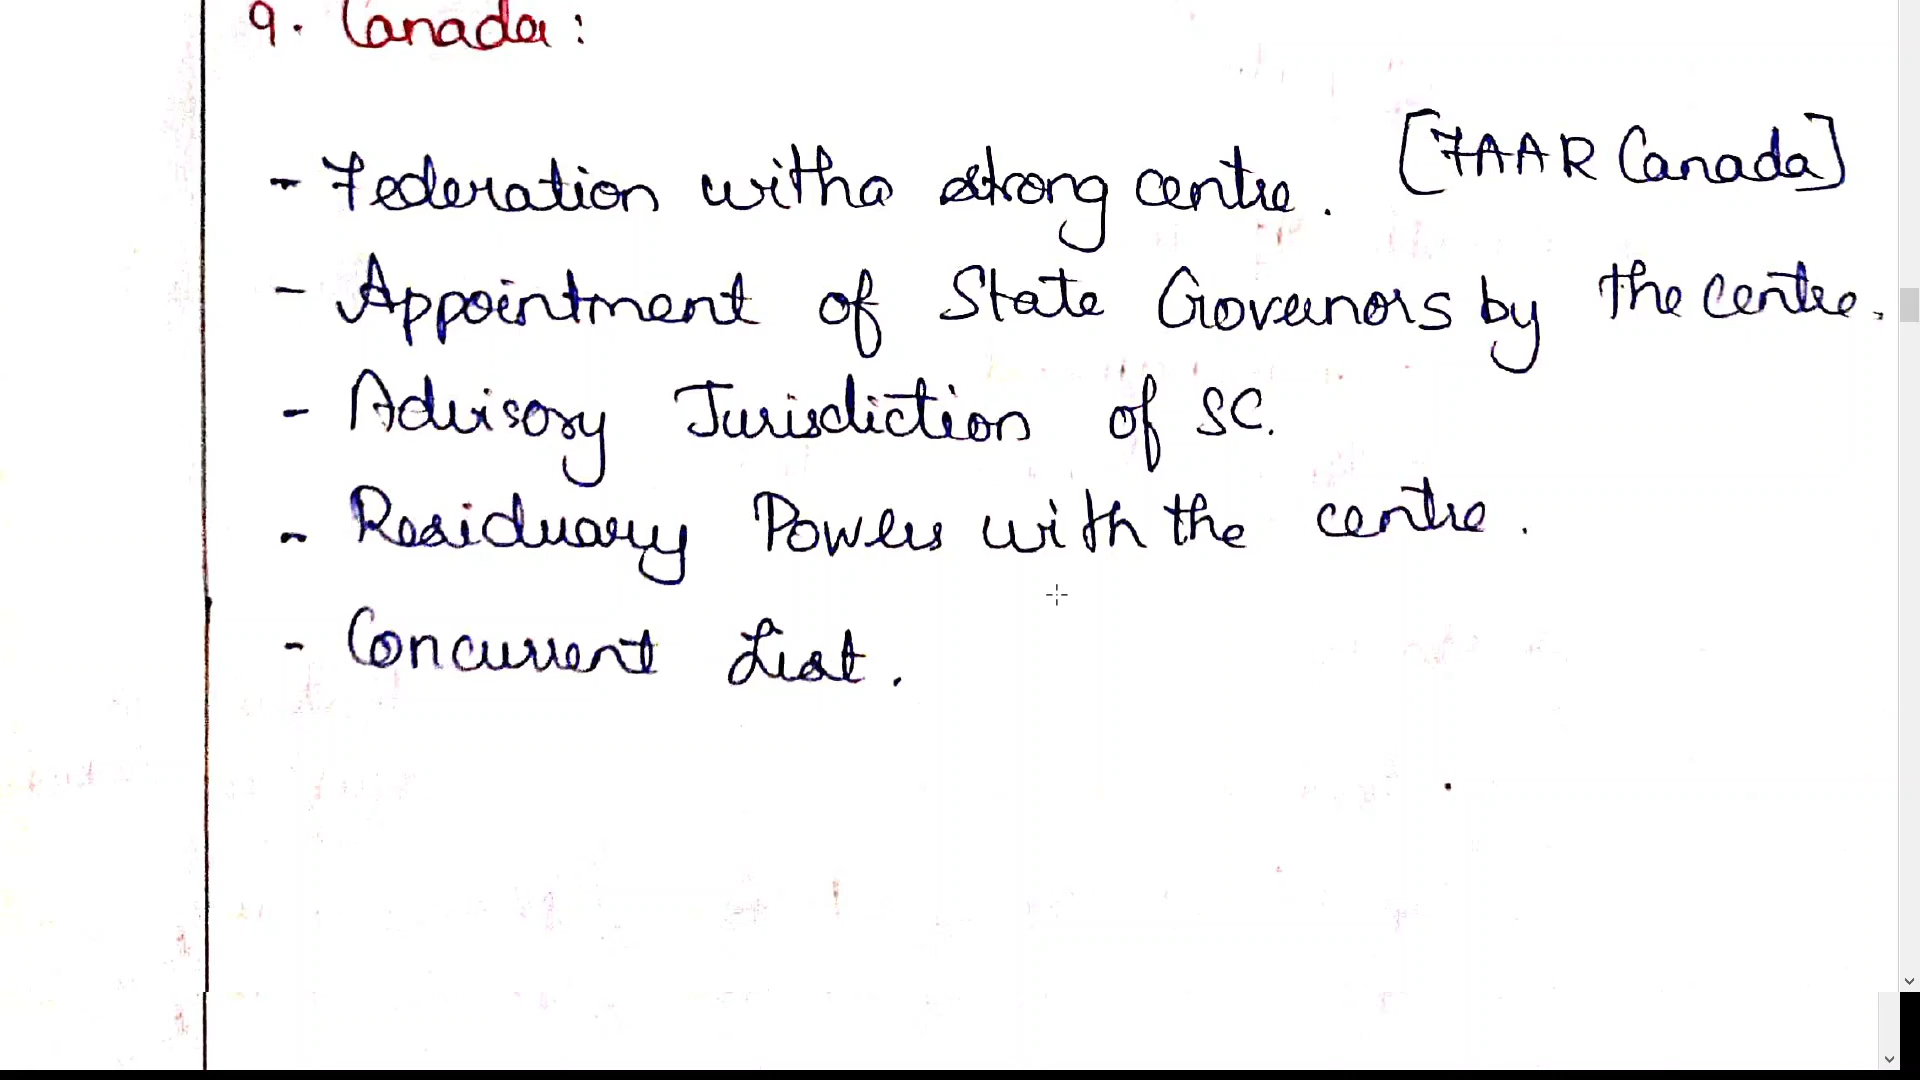 9. Canada:
- Federation with a strong centre. [FAAR Canada]
- Appointment of State Governors by the centre.
- Advisory Jurisdiction of SC.
- Residuary Powers with the centre.
- Concurrent List.